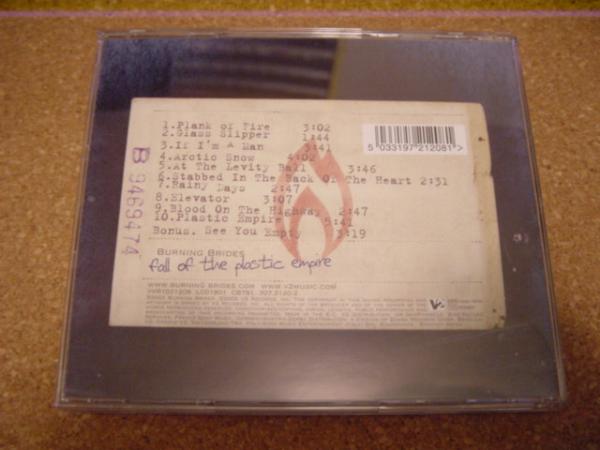 1.Plank of Fire 3:02
2.Glass Slipper 1:44
3.If I'm A Man 3:41
4.Arctic Snow 4:02
5.At The Levity Ball 3:46
6.Stabbed In The Back Of The Heart 2:31
7.Rainy Days 2:47
8.Elevator 3:07
9.Blood On The Highway 2:47
10.Plastic Empire 5:41
Bonus. See You Empty 3:19
5 033197 212081 >
B 9469474
BURNING BRIDES
fall of the plastic empire
WWW.BURNING BRIDES.COM WWW.V2MUSIC.COM
V2